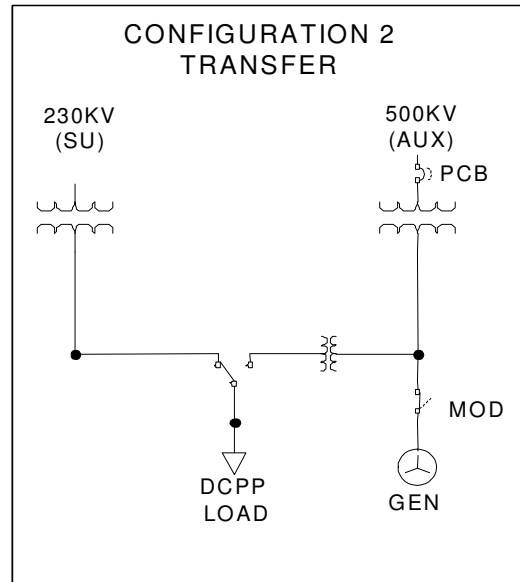 CONFIGURATION 2
TRANSFER
230KV
(SU)
500KV
(AUX)
PCB
MOD
DCPP
LOAD
GEN